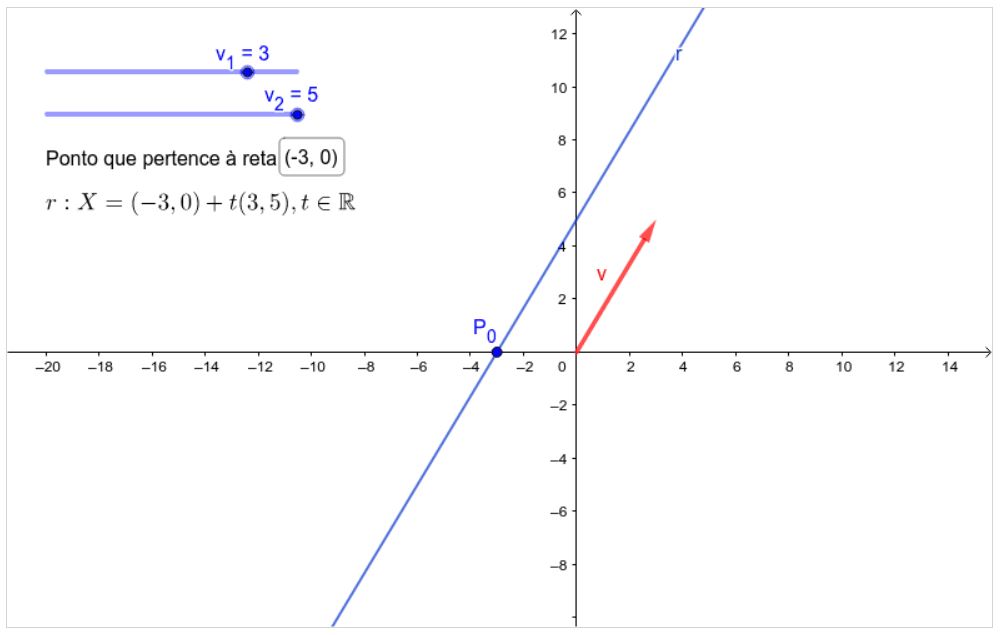 v1 = 3
v2 = 5
Ponto que pertence à reta (-3, 0)
r : X = (−3, 0) + t(3, 5), t ∈ ℝ
r
v
P0
12
10
8
6
4
2
0
–2
–4
–6
–8
–20 –18 –16 –14 –12 –10 –8 –6 –4 –2 2 4 6 8 10 12 14